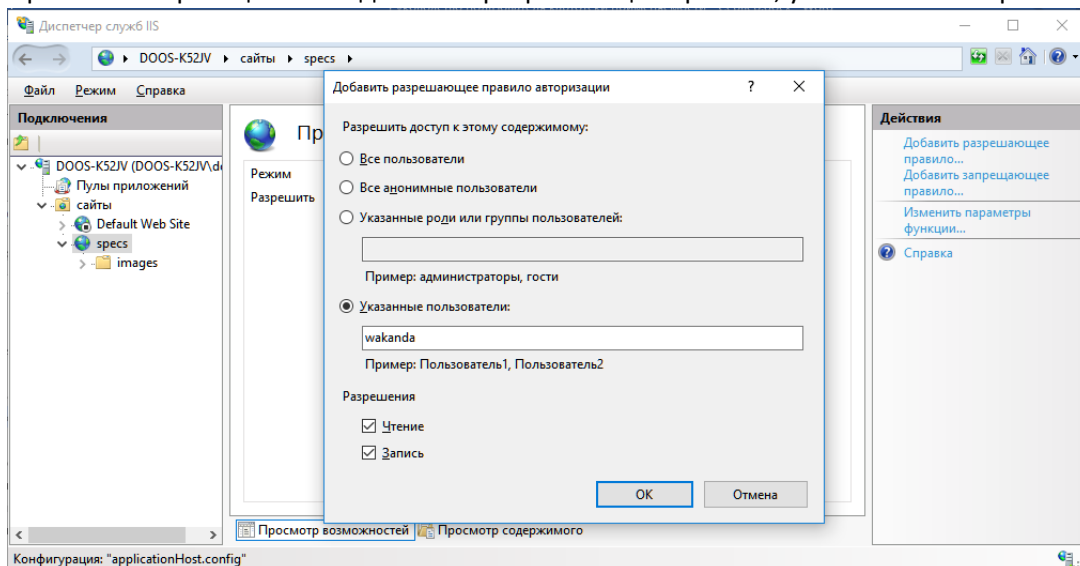 Диспетчер служб IIS
DOOS-K52JV
сайты
specs
Файл Режим Справка
Подключения
DOOS-K52JV (DOOS-K52JV\d
Пулы приложений
сайты
Default Web Site
specs
images
Пр
Режим
Разрешить
Добавить разрешающее правило авторизации
?
Разрешить доступ к этому содержимому:
Все пользователи
Все анонимные пользователи
Указанные роди или группы пользователей:
Пример: администраторы, гости
Указанные пользователи:
wakanda
Пример: Пользователь1, Пользователь2
Разрешения
Чтение
Запись
OK
Отмена
Действия
Добавить разрешающее
правило...
Добавить запрещающее
правило...
Изменить параметры
функции...
Справка
Просмотр возможностей
Просмотр содержимого
Конфигурация: "applicationHost.config"